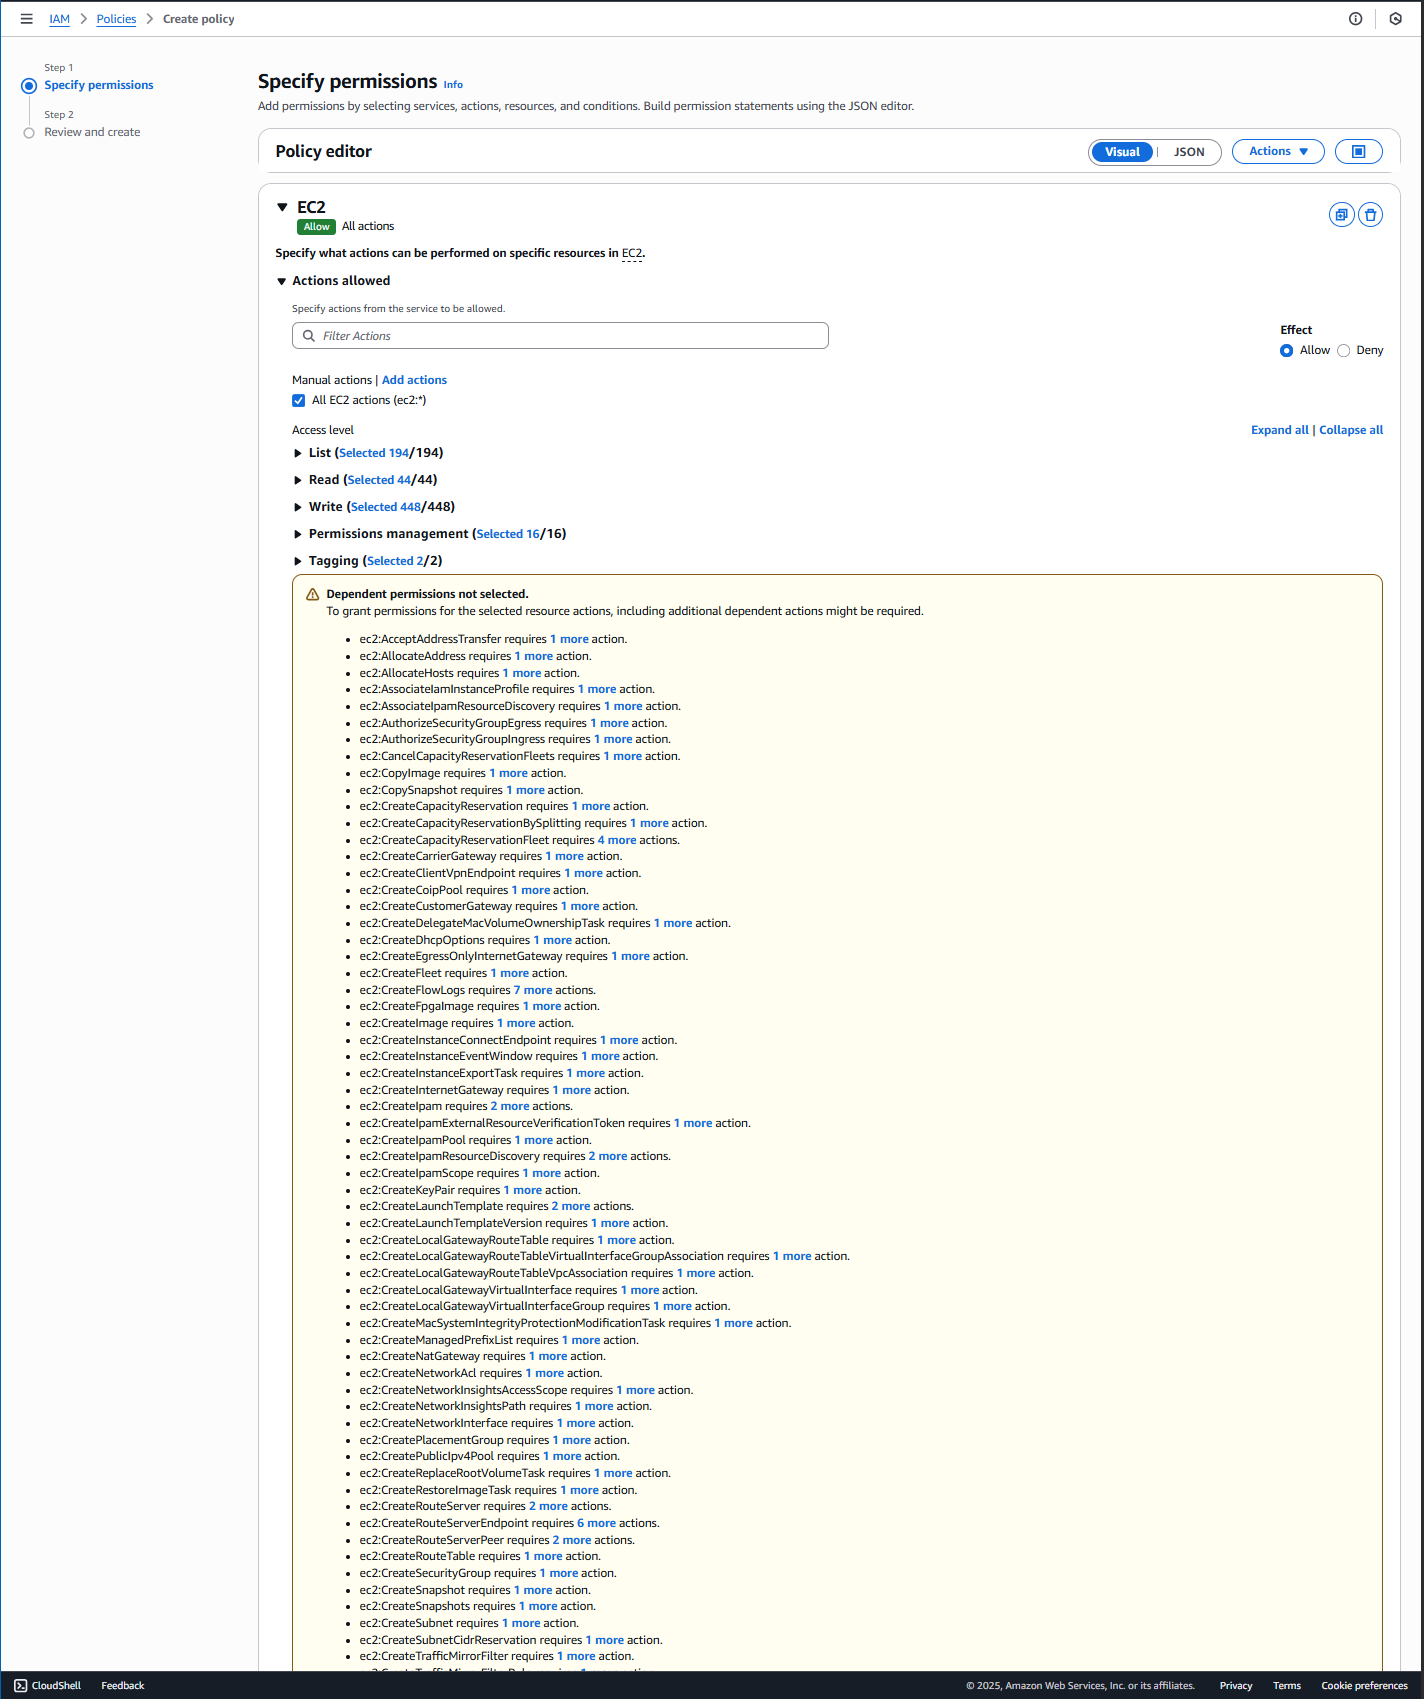 IAM > Policies > Create policy
Step 1
Specify permissions
Step 2
Review and create
Specify permissions Info
Add permissions by selecting services, actions, resources, and conditions. Build permission statements using the JSON editor.
Policy editor
Visual | JSON
Actions
EC2
Allow All actions
Specify what actions can be performed on specific resources in EC2.
Actions allowed
Specify actions from the service to be allowed.
Filter Actions
Effect
Allow Deny
Manual actions | Add actions
All EC2 actions (ec2:*)
Access level
Expand all | Collapse all
List (Selected 194/194)
Read (Selected 44/44)
Write (Selected 448/448)
Permissions management (Selected 16/16)
Tagging (Selected 2/2)
Dependent permissions not selected.
To grant permissions for the selected resource actions, including additional dependent actions might be required.
• ec2:AcceptAddressTransfer requires 1 more action.
• ec2:AllocateAddress requires 1 more action.
• ec2:AllocateHosts requires 1 more action.
• ec2:AssociateIamInstanceProfile requires 1 more action.
• ec2:AssociateIpamResourceDiscovery requires 1 more action.
• ec2:AuthorizeSecurityGroupEgress requires 1 more action.
• ec2:AuthorizeSecurityGroupIngress requires 1 more action.
• ec2:CancelCapacityReservationFleets requires 1 more action.
• ec2:CopyImage requires 1 more action.
• ec2:CopySnapshot requires 1 more action.
• ec2:CreateCapacityReservation requires 1 more action.
• ec2:CreateCapacityReservationBySplitting requires 1 more action.
• ec2:CreateCapacityReservationFleet requires 4 more actions.
• ec2:CreateCarrierGateway requires 1 more action.
• ec2:CreateClientVpnEndpoint requires 1 more action.
• ec2:CreateCoipPool requires 1 more action.
• ec2:CreateCustomerGateway requires 1 more action.
• ec2:CreateDelegateMacVolumeOwnershipTask requires 1 more action.
• ec2:CreateDhcpOptions requires 1 more action.
• ec2:CreateEgressOnlyInternetGateway requires 1 more action.
• ec2:CreateFleet requires 1 more action.
• ec2:CreateFlowLogs requires 7 more actions.
• ec2:CreateFpgaImage requires 1 more action.
• ec2:CreateImage requires 1 more action.
• ec2:CreateInstanceConnectEndpoint requires 1 more action.
• ec2:CreateInstanceEventWindow requires 1 more action.
• ec2:CreateInstanceExportTask requires 1 more action.
• ec2:CreateInternetGateway requires 1 more action.
• ec2:CreateIpam requires 2 more actions.
• ec2:CreateIpamExternalResourceVerificationToken requires 1 more action.
• ec2:CreateIpamPool requires 1 more action.
• ec2:CreateIpamResourceDiscovery requires 2 more actions.
• ec2:CreateIpamScope requires 1 more action.
• ec2:CreateKeyPair requires 1 more action.
• ec2:CreateLaunchTemplate requires 2 more actions.
• ec2:CreateLaunchTemplateVersion requires 1 more action.
• ec2:CreateLocalGatewayRouteTable requires 1 more action.
• ec2:CreateLocalGatewayRouteTableVirtualInterfaceGroupAssociation requires 1 more action.
• ec2:CreateLocalGatewayRouteTableVpcAssociation requires 1 more action.
• ec2:CreateLocalGatewayVirtualInterface requires 1 more action.
• ec2:CreateLocalGatewayVirtualInterfaceGroup requires 1 more action.
• ec2:CreateMacSystemIntegrityProtectionModificationTask requires 1 more action.
• ec2:CreateManagedPrefixList requires 1 more action.
• ec2:CreateNatGateway requires 1 more action.
• ec2:CreateNetworkAcl requires 1 more action.
• ec2:CreateNetworkInsightsAccessScope requires 1 more action.
• ec2:CreateNetworkInsightsPath requires 1 more action.
• ec2:CreateNetworkInterface requires 1 more action.
• ec2:CreatePlacementGroup requires 1 more action.
• ec2:CreatePublicIpv4Pool requires 1 more action.
• ec2:CreateReplaceRootVolumeTask requires 1 more action.
• ec2:CreateRestoreImageTask requires 1 more action.
• ec2:CreateRouteServer requires 2 more actions.
• ec2:CreateRouteServerEndpoint requires 6 more actions.
• ec2:CreateRouteServerPeer requires 2 more actions.
• ec2:CreateRouteTable requires 1 more action.
• ec2:CreateSecurityGroup requires 1 more action.
• ec2:CreateSnapshot requires 1 more action.
• ec2:CreateSnapshots requires 1 more action.
• ec2:CreateSubnet requires 1 more action.
• ec2:CreateSubnetCidrReservation requires 1 more action.
• ec2:CreateTrafficMirrorFilter requires 1 more action.
CloudShell Feedback
© 2025, Amazon Web Services, Inc. or its affiliates. Privacy Terms Cookie preferences